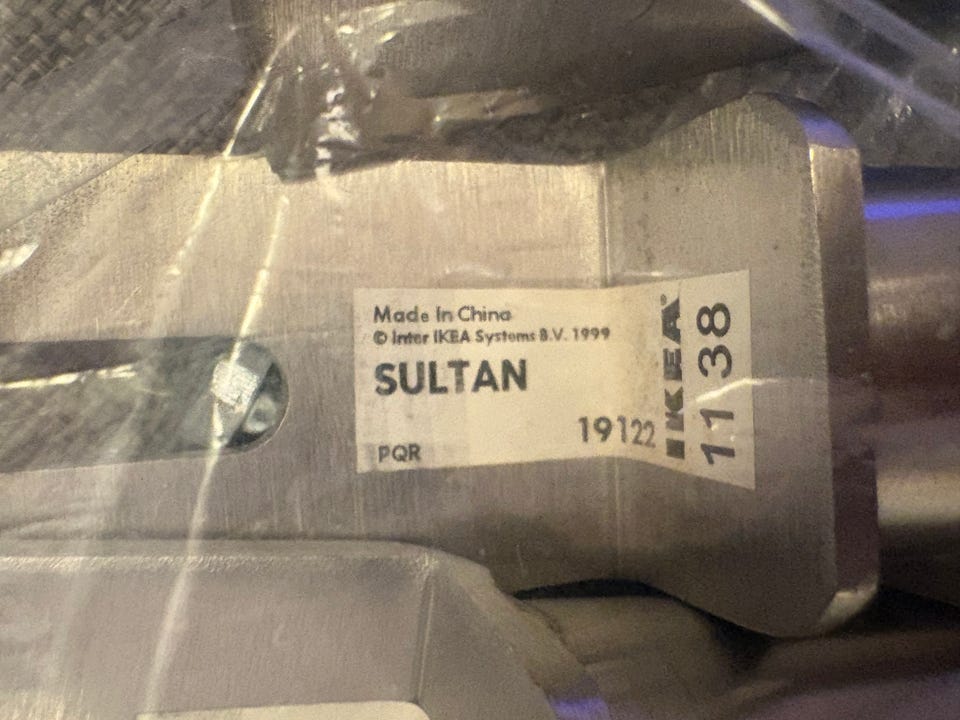 Made In China
© Inter IKEA Systems B.V. 1999
SULTAN
19122
PQR
IKEA®
11 38